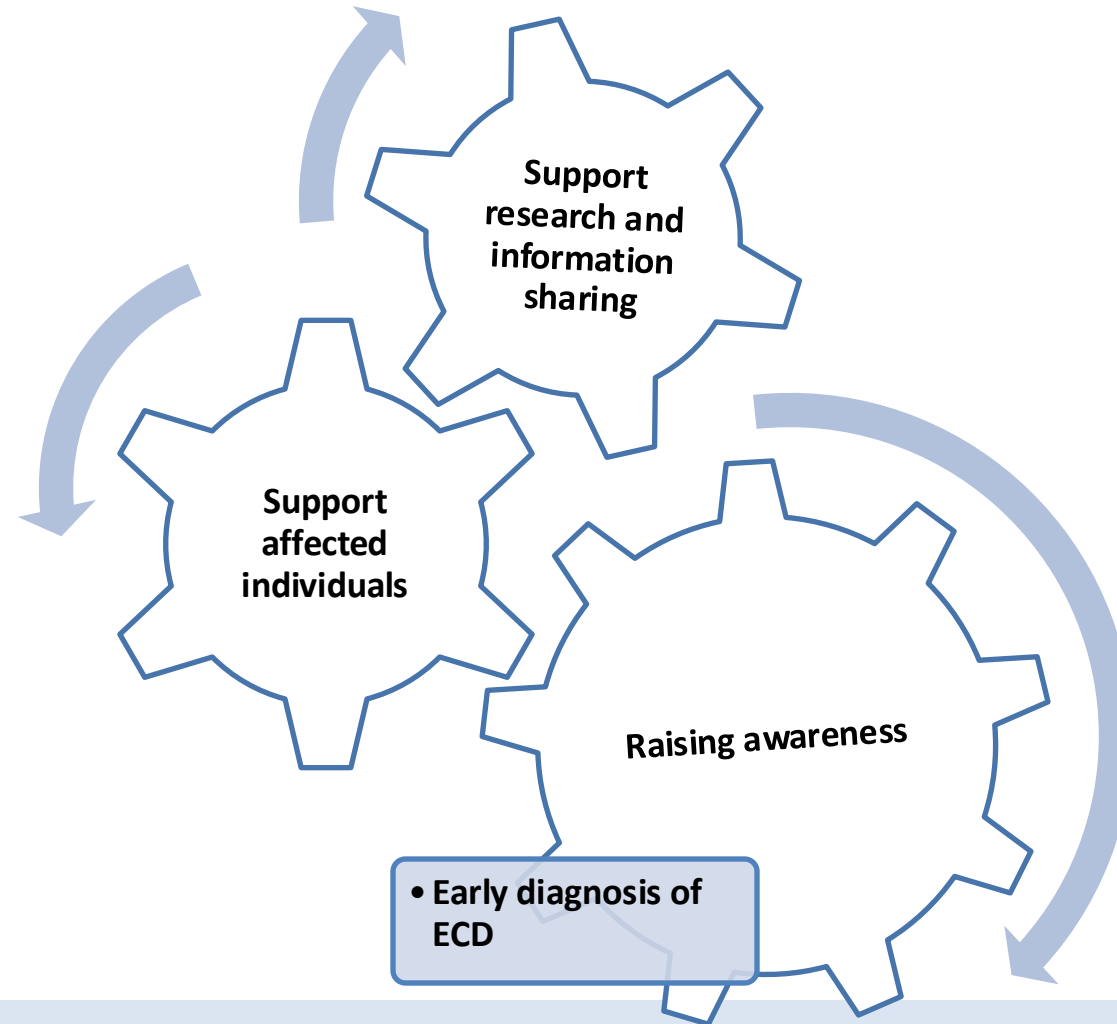 Support
research and
information
sharing
Support
affected
individuals
Raising awareness
• Early diagnosis of
ECD